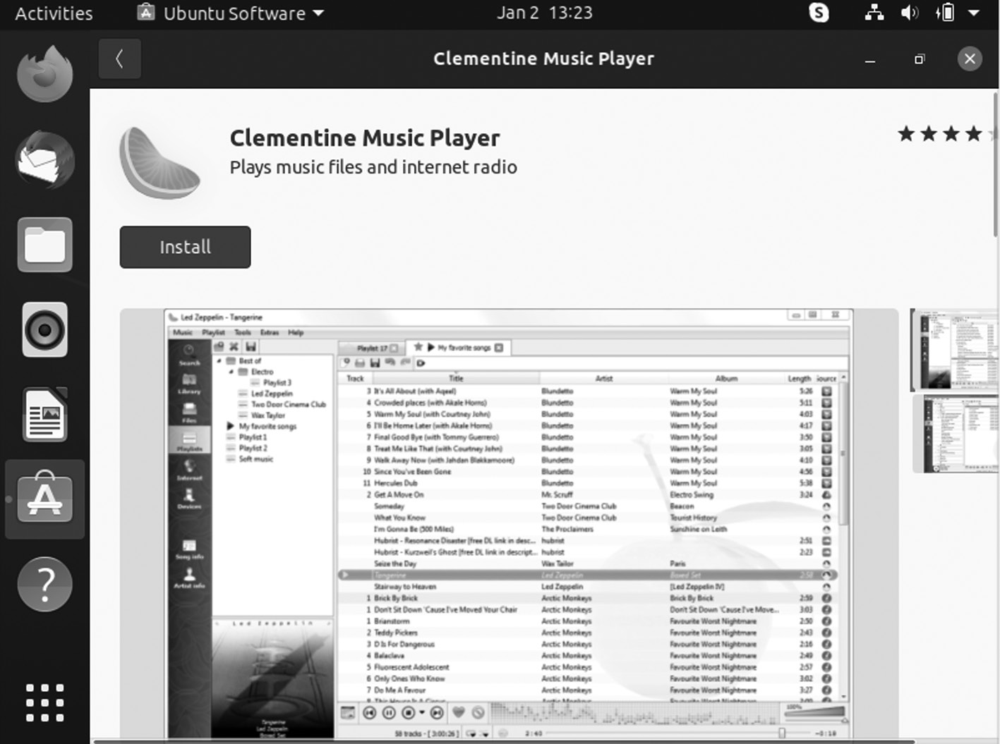 Activities Ubuntu Software Jan 2 13:23
Clementine Music Player
Clementine Music Player
Plays music files and internet radio
Install
Led Zeppelin - Tangerine
Music Playlist Tools Extras Help
Search
Library
Files
Playlists
Internet
Devices
Song info
Artist info
Best of
Electro
Playlist 3
Led Zeppelin
Two Door Cinema Club
Wax Taylor
My favorite songs
Playlist 1
Playlist 2
Soft music
Playlist 17 My favorite songs
Track Title Artist Album Length Source
3 It's All About (with Aqeel) Blundetto Warm My Soul 5:26
4 Crowded places (with Akale Horns) Blundetto Warm My Soul 5:11
5 Warm My Soul (with Courtney John) Blundetto Warm My Soul 4:03
6 I'll Be Home Later (with Akale Horns) Blundetto Warm My Soul 4:17
7 Final Good Bye (with Tommy Guerrero) Blundetto Warm My Soul 3:50
8 Treat Me Like That (with Courtney John) Blundetto Warm My Soul 3:05
9 Walk Away Now (with Jahdan Blakkamoore) Blundetto Warm My Soul 4:10
10 Since You've Been Gone Blundetto Warm My Soul 4:56
11 Hercules Dub Blundetto Warm My Soul 5:38
2 Get A Move On Mr. Scruff Electro Swing 3:24
Someday Two Door Cinema Club Beacon
What You Know Two Door Cinema Club Tourist History
I'm Gonna Be (500 Miles) The Proclaimers Sunshine on Leith
Hubrist - Resonance Disaster [free DL link in desc... hubrist 2:51
Hubrist - Kurzweil's Ghost [free DL link in descript... hubrist 2:23
Seize the Day Wax Tailor Paris
Tangerine Led Zeppelin Boxed Set 2:58
Stairway to Heaven Led Zeppelin [Led Zeppelin IV]
1 Brick By Brick Arctic Monkeys Brick By Brick 2:59
1 Don't Sit Down 'Cause I've Moved Your Chair Arctic Monkeys Don't Sit Down 'Cause I've Move... 3:03
1 Brianstorm Arctic Monkeys Favourite Worst Nightmare 2:50
2 Teddy Pickers Arctic Monkeys Favourite Worst Nightmare 2:43
3 D Is For Dangerous Arctic Monkeys Favourite Worst Nightmare 2:16
4 Balaclava Arctic Monkeys Favourite Worst Nightmare 2:49
5 Fluorescent Adolescent Arctic Monkeys Favourite Worst Nightmare 2:57
6 Only Ones Who Know Arctic Monkeys Favourite Worst Nightmare 3:02
7 Do Me A Favour Arctic Monkeys Favourite Worst Nightmare 3:27
Led Zeppelin
Tangerine
Led Zeppelin
Boxed Set
100%
58 tracks - [ 3:00:26 ] 2:40 -0:18